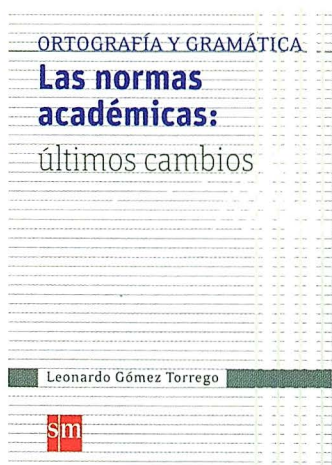 ORTOGRAFÍA Y GRAMÁTICA
Las normas
académicas:
últimos cambios
Leonardo Gómez Torrego
sm